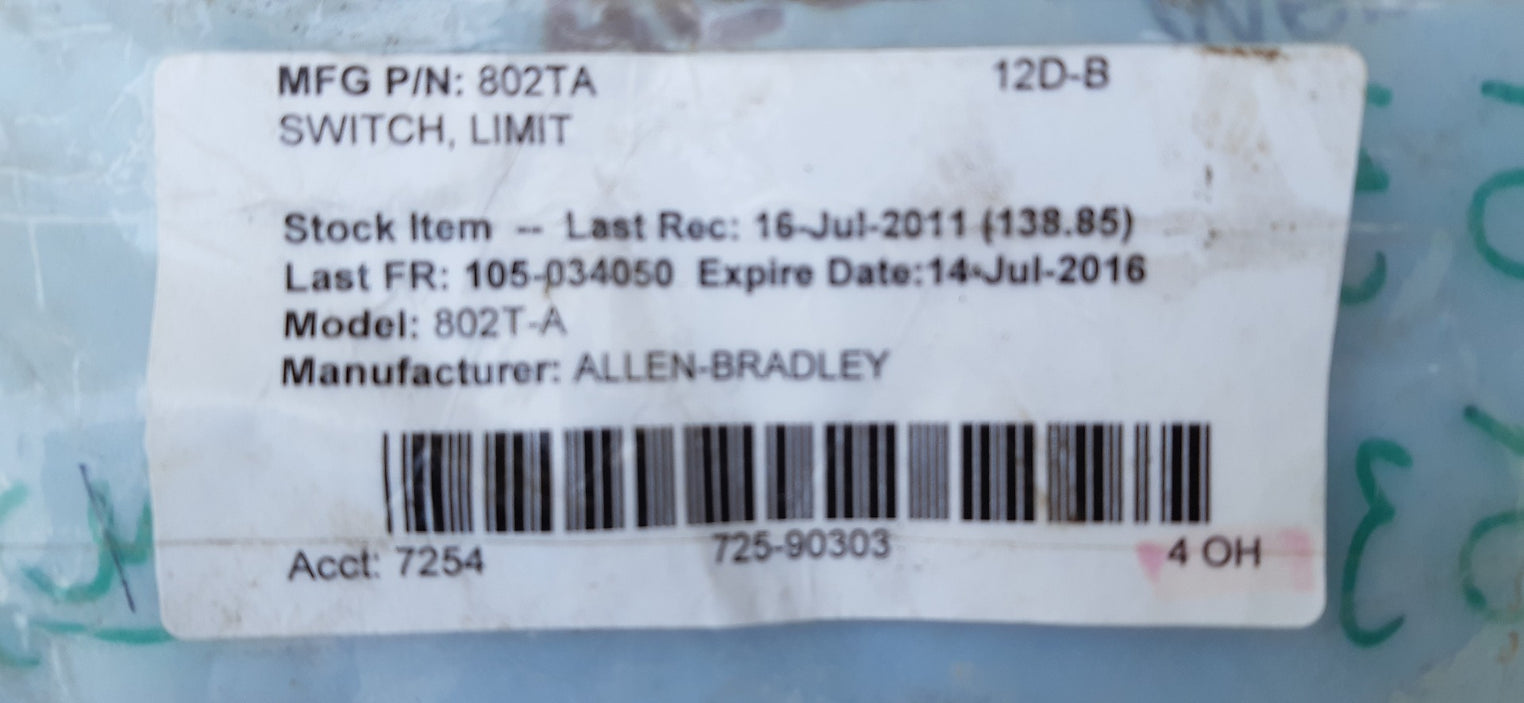 MFG P/N: 802TA 12D-B
SWITCH, LIMIT
Stock Item -- Last Rec: 16-Jul-2011 (138.85)
Last FR: 105-034050 Expire Date:14-Jul-2016
Model: 802T-A
Manufacturer: ALLEN-BRADLEY
725-90303
Acct: 7254 4 OH